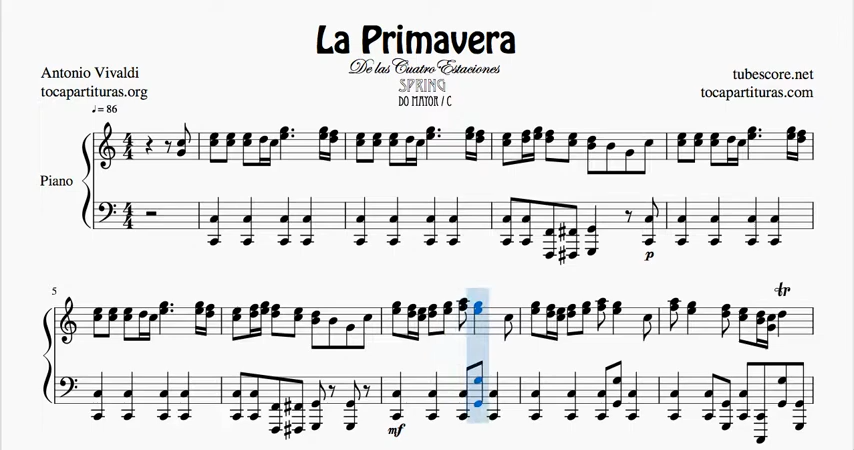 La Primavera
De las Cuatro Estaciones
SPRING
DO MAYOR / C
Antonio Vivaldi
tocapartituras.org
tubescore.net
tocapartituras.com
♩ = 86
Piano
p
5
tr
mf